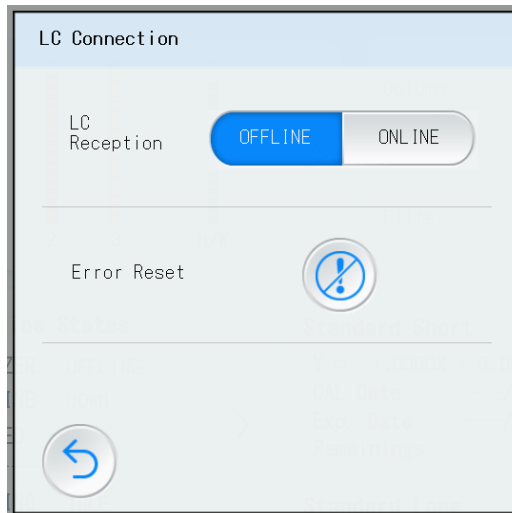 LC Connection
LC
Reception
OFFLINE
ONLINE
Error Reset